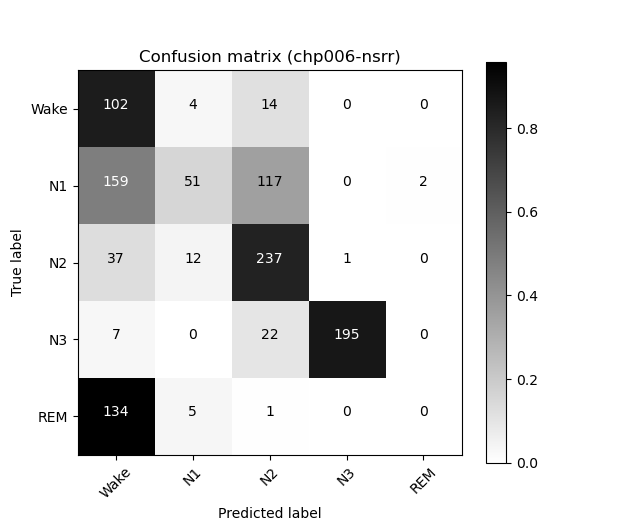 Confusion matrix (chp006-nsrr)
Wake 102 4 14 0 0
N1 159 51 117 0 2
N2 37 12 237 1 0
N3 7 0 22 195 0
REM 134 5 1 0 0
Wake N1 N2 N3 REM
Predicted label
True label
0.8
0.6
0.4
0.2
0.0